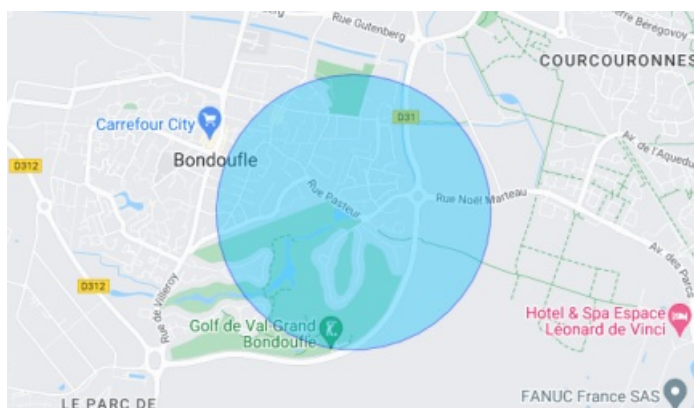 Rue Gutenberg
Pierre Bérégovoy
COURCOURONNES
Carrefour City
D31
Av. de l'Aqueduc
Bondoufle
D312
Rue Pasteur
Rue Noël Marteau
Av. des Parcs
D312
Rue de Villeroy
Hotel & Spa Espace
Léonard de Vinci
Golf de Val Grand
Bondoufle
FANUC France SAS
LE PARC DE